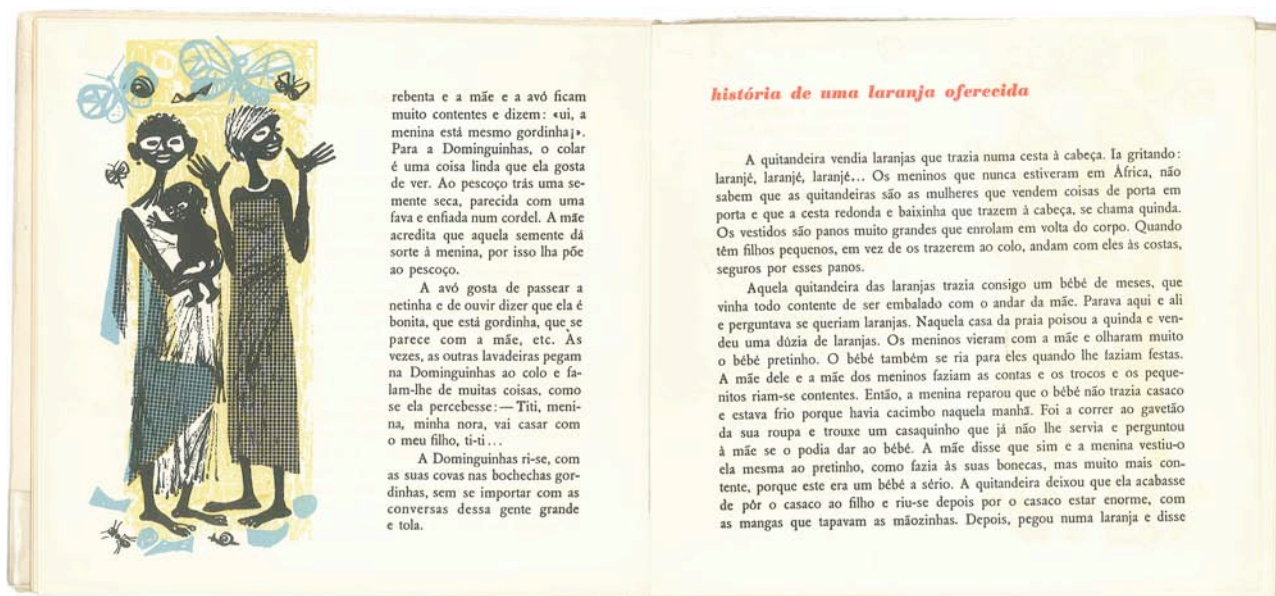 rebenta e a mãe e a avó ficam
muito contentes e dizem: «ui, a
menina está mesmo gordinha¡».
Para a Dominguinhas, o colar
é uma coisa linda que ela gosta
de ver. Ao pescoço trás uma se-
mente seca, parecida com uma
fava e enfiada num cordel. A mãe
acredita que aquela semente dá
sorte à menina, por isso lha põe
ao pescoço.
A avó gosta de passear a
netinha e de ouvir dizer que ela é
bonita, que está gordinha, que se
parece com a mãe, etc. Às
vezes, as outras lavadeiras pegam
na Dominguinhas ao colo e fa-
lam-lhe de muitas coisas, como
se ela percebesse:—Titi, meni-
na, minha nora, vai casar com
o meu filho, ti-ti...
A Dominguinhas ri-se, com
as suas covas nas bochechas gor-
dinhas, sem se importar com as
conversas dessa gente grande
e tola.
história de uma laranja oferecida
A quitandeira vendia laranjas que trazia numa cesta à cabeça. Ia gritando:
laranjé, laranjé, laranjé... Os meninos que nunca estiveram em África, não
sabem que as quitandeiras são as mulheres que vendem coisas de porta em
porta e que a cesta redonda e baixinha que trazem à cabeça, se chama quinda.
Os vestidos são panos muito grandes que enrolam em volta do corpo. Quando
têm filhos pequenos, em vez de os trazerem ao colo, andam com eles às costas,
seguros por esses panos.
Aquela quitandeira das laranjas trazia consigo um bébé de meses, que
vinha todo contente de ser embalado com o andar da mãe. Parava aqui e ali
e perguntava se queriam laranjas. Naquela casa da praia poisou a quinda e ven-
deu uma dúzia de laranjas. Os meninos vieram com a mãe e olharam muito
o bébé pretinho. O bébé também se ria para eles quando lhe faziam festas.
A mãe dele e a mãe dos meninos faziam as contas e os trocos e os peque-
nitos riam-se contentes. Então, a menina reparou que o bébé não trazia casaco
e estava frio porque havia cacimbo naquela manhã. Foi a correr ao gavetão
da sua roupa e trouxe um casaquinho que já não lhe servia e perguntou
à mãe se o podia dar ao bébé. A mãe disse que sim e a menina vestiu-o
ela mesma ao pretinho, como fazia às suas bonecas, mas muito mais con-
tente, porque este era um bébé a sério. A quitandeira deixou que ela acabasse
de pôr o casaco ao filho e riu-se depois por o casaco estar enorme, com
as mangas que tapavam as mãozinhas. Depois, pegou numa laranja e disse